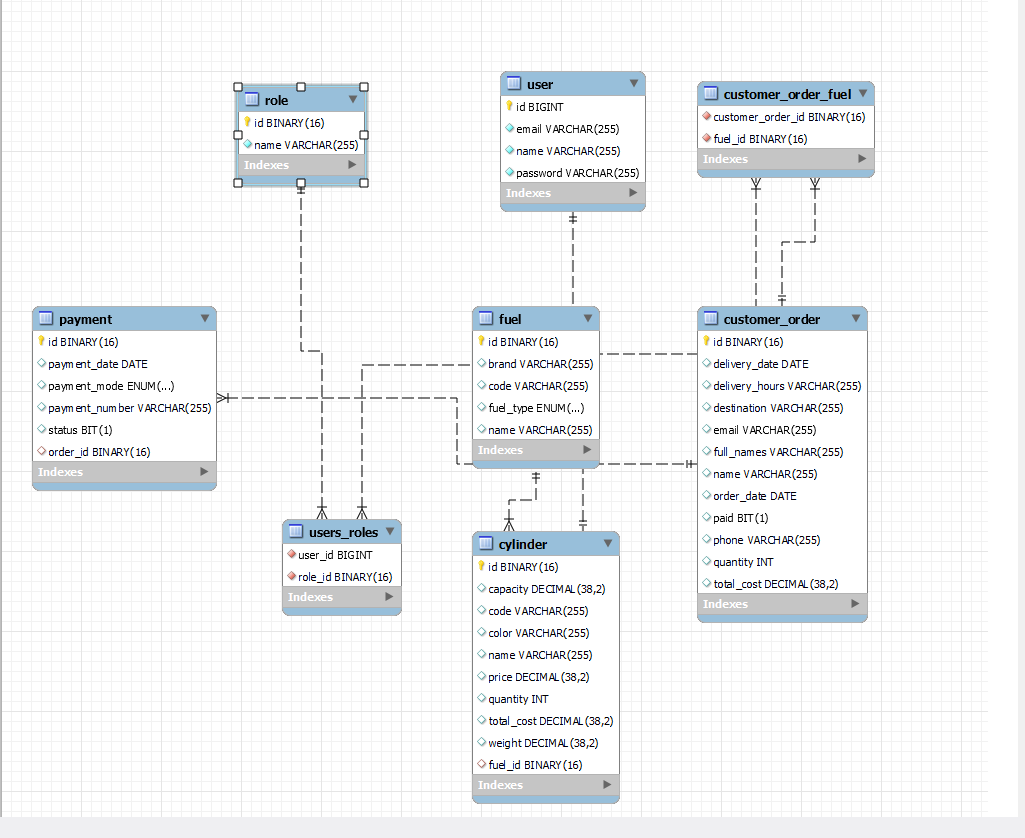 role
id BINARY(16)
name VARCHAR(255)
Indexes
user
id BIGINT
email VARCHAR(255)
name VARCHAR(255)
password VARCHAR(255)
Indexes
customer_order_fuel
customer_order_id BINARY(16)
fuel_id BINARY(16)
Indexes
payment
id BINARY(16)
payment_date DATE
payment_mode ENUM(...)
payment_number VARCHAR(255)
status BIT(1)
order_id BINARY(16)
Indexes
fuel
id BINARY(16)
brand VARCHAR(255)
code VARCHAR(255)
fuel_type ENUM(...)
name VARCHAR(255)
Indexes
customer_order
id BINARY(16)
delivery_date DATE
delivery_hours VARCHAR(255)
destination VARCHAR(255)
email VARCHAR(255)
full_names VARCHAR(255)
name VARCHAR(255)
order_date DATE
paid BIT(1)
phone VARCHAR(255)
quantity INT
total_cost DECIMAL(38,2)
Indexes
users_roles
user_id BIGINT
role_id BINARY(16)
Indexes
cylinder
id BINARY(16)
capacity DECIMAL(38,2)
code VARCHAR(255)
color VARCHAR(255)
name VARCHAR(255)
price DECIMAL(38,2)
quantity INT
total_cost DECIMAL(38,2)
weight DECIMAL(38,2)
fuel_id BINARY(16)
Indexes